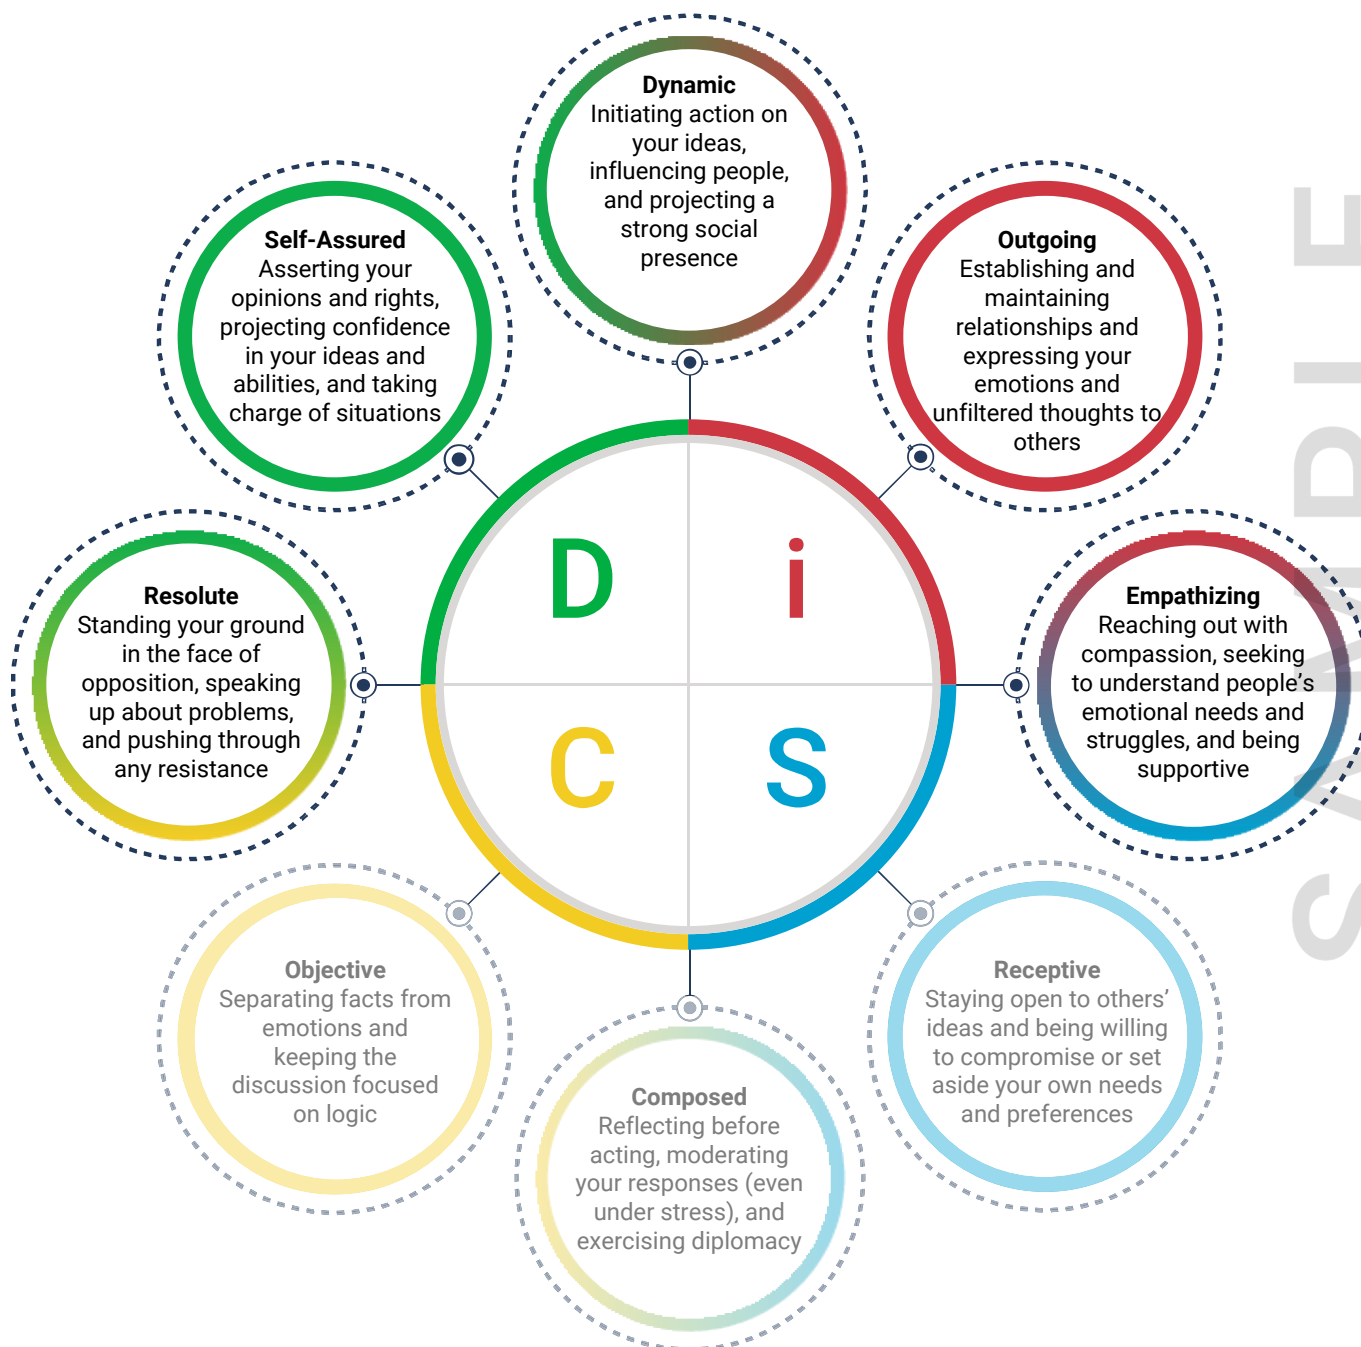 Dynamic
Initiating action on
your ideas,
influencing people,
and projecting a
strong social
presence
Self-Assured
Asserting your
opinions and rights,
projecting confidence
in your ideas and
abilities, and taking
charge of situations
Outgoing
Establishing and
maintaining
relationships and
expressing your
emotions and
unfiltered thoughts to
others
Resolute
Standing your ground
in the face of
opposition, speaking
up about problems,
and pushing through
any resistance
D
i
C
S
Empathizing
Reaching out with
compassion, seeking
to understand people’s
emotional needs and
struggles, and being
supportive
Objective
Separating facts from
emotions and
keeping the
discussion focused
on logic
Composed
Reflecting before
acting, moderating
your responses (even
under stress), and
exercising diplomacy
Receptive
Staying open to others’
ideas and being willing
to compromise or set
aside your own needs
and preferences
SAMPLE